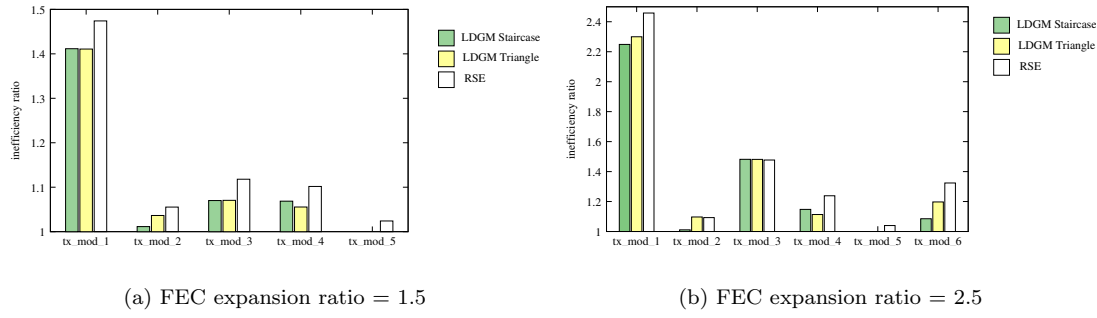 1.5
1.4
1.3
1.2
1.1
1
inefficiency ratio
tx_mod_1 tx_mod_2 tx_mod_3 tx_mod_4 tx_mod_5
LDGM Staircase
LDGM Triangle
RSE
(a) FEC expansion ratio = 1.5
2.4
2.2
2
1.8
1.6
1.4
1.2
1
inefficiency ratio
tx_mod_1 tx_mod_2 tx_mod_3 tx_mod_4 tx_mod_5 tx_mod_6
LDGM Staircase
LDGM Triangle
RSE
(b) FEC expansion ratio = 2.5